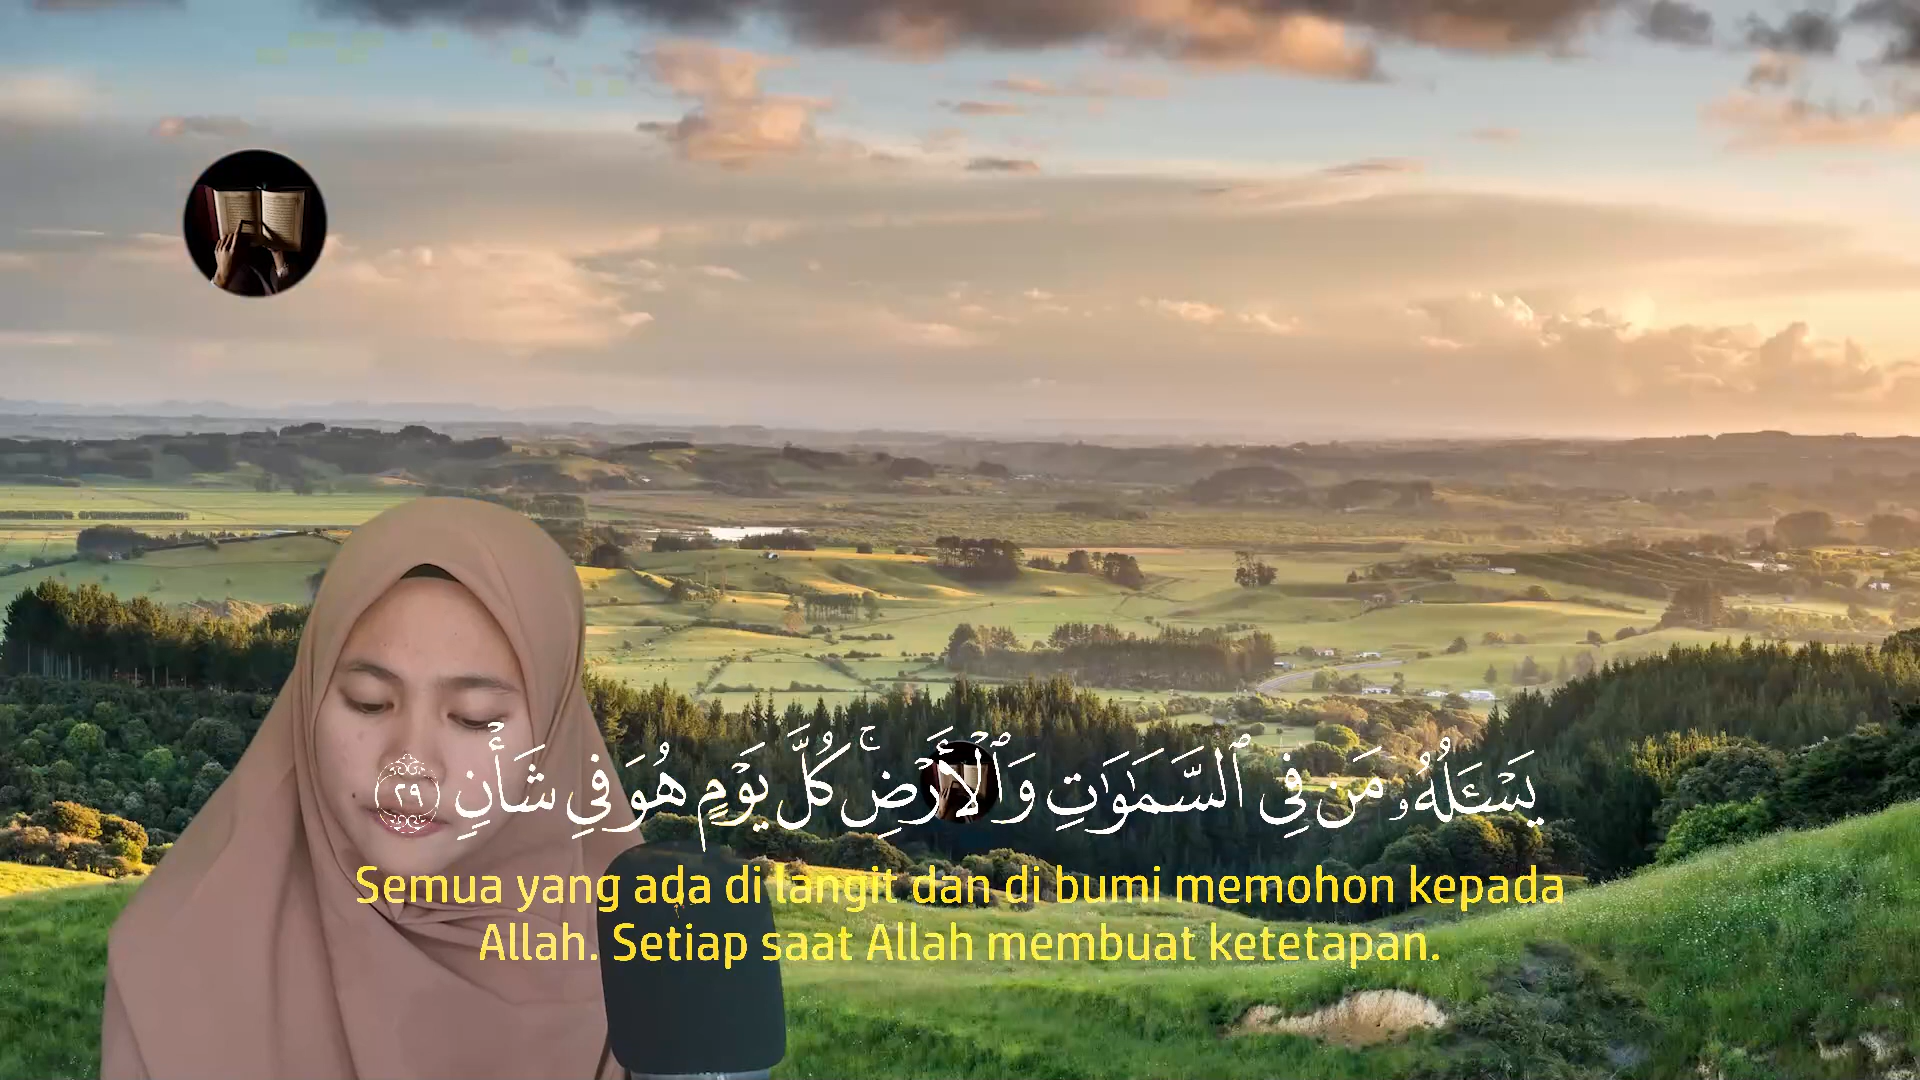 يَسْـَٔلُهُۥ مَن فِى ٱلسَّمَـٰوَٰتِ وَٱلْأَرْضِ ۚ كُلَّ يَوْمٍ هُوَ فِى شَأْنٍ ٢٩
Semua yang ada di langit dan di bumi memohon kepada
Allah. Setiap saat Allah membuat ketetapan.